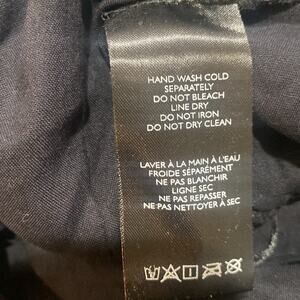 HAND WASH COLD
SEPARATELY
DO NOT BLEACH
LINE DRY
DO NOT IRON
DO NOT DRY CLEAN
LAVER À LA MAIN À L'EAU
FROIDE SÉPARÉMENT
NE PAS BLANCHIR
LIGNE SEC
NE PAS REPASSER
NE PAS NETTOYER À SEC